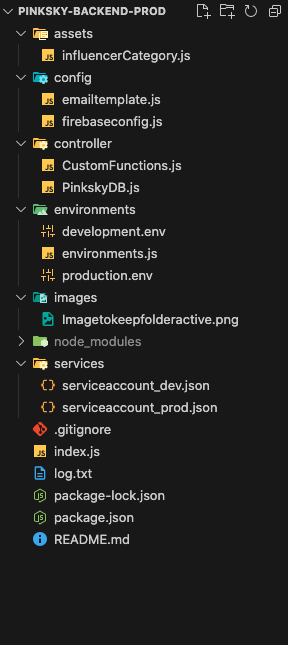 PINKSKY-BACKEND-PROD
assets
influencerCategory.js
config
emailtemplate.js
firebaseconfig.js
controller
CustomFunctions.js
PinkskyDB.js
environments
development.env
environments.js
production.env
images
Imagetokeepfolderactive.png
node_modules
services
serviceaccount_dev.json
serviceaccount_prod.json
.gitignore
index.js
log.txt
package-lock.json
package.json
README.md